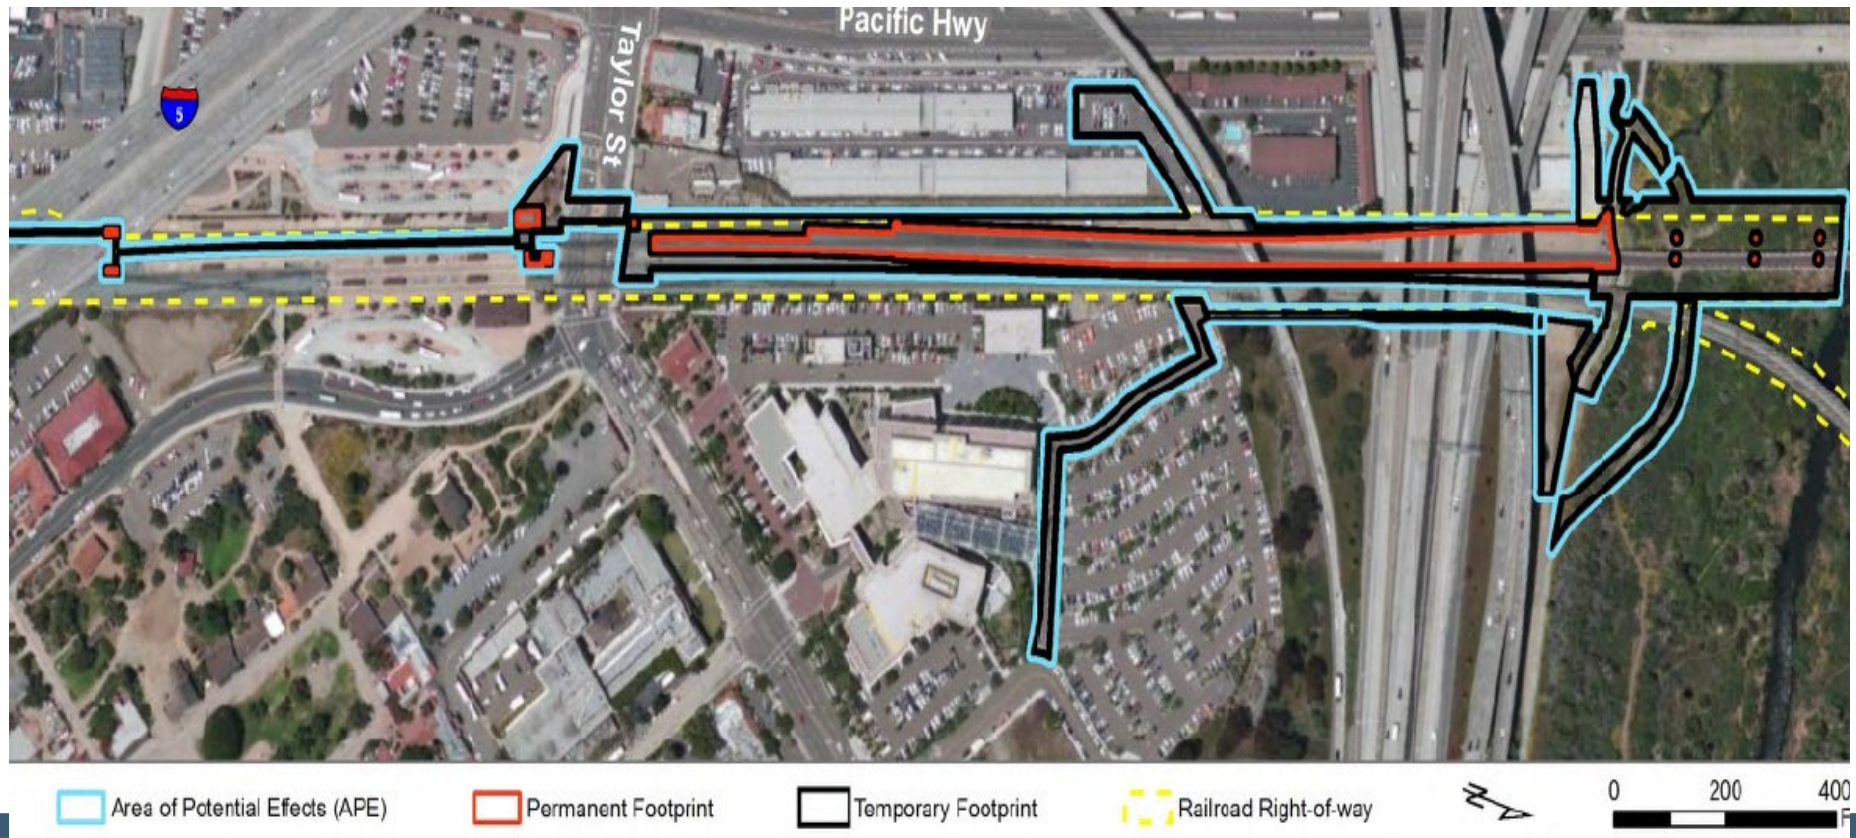 Pacific Hwy
Taylor St
5
Area of Potential Effects (APE)
Permanent Footprint
Temporary Footprint
Railroad Right-of-way
0
200
400
F